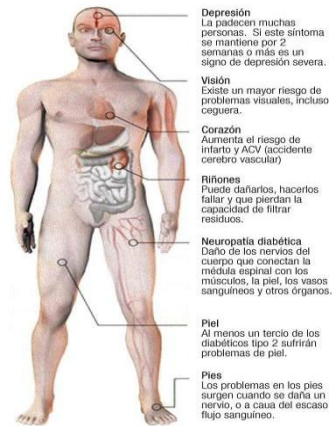 Depresión
La padecen muchas
personas. Si este síntoma
se mantiene por 2
semanas o más es un
signo de depresión severa.
Visión
Existe un mayor riesgo de
problemas visuales, incluso
ceguera.
Corazón
Aumenta el riesgo de
infarto y ACV (accidente
cerebro vascular)
Riñones
Puede dañarlos, hacerlos
fallar y que pierdan la
capacidad de filtrar
residuos.
Neuropatía diabética
Daño de los nervios del
cuerpo que conectan la
médula espinal con los
músculos, la piel, los vasos
sanguíneos y otros órganos.
Piel
Al menos un tercio de los
diabéticos tipo 2 sufrirán
problemas de piel.
Pies
Los problemas en los pies
surgen cuando se daña un
nervio, o a caua del escaso
flujo sanguíneo.